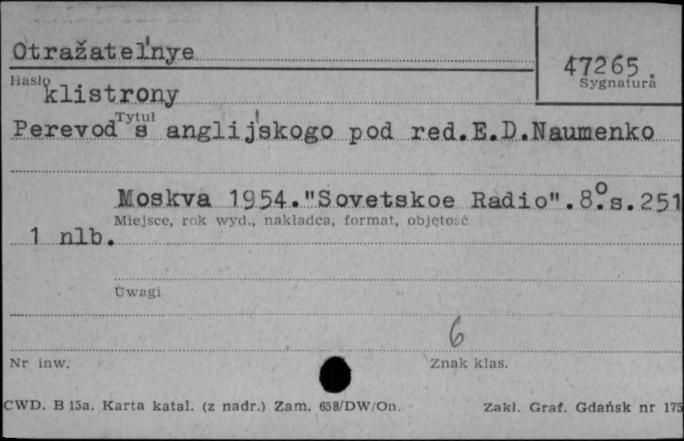 Otražatel'nye
47265.
Hasło
Sygnatura
klistrony
Tytuł
Perevod s anglijskogo pod red.E.D.Naumenko
Moskva 1954."Sovetskoe Radio".8° s.251
Miejsce, rok wyd., nakładca, format, objętość
1 nlb.
Uwagi
6
Nr inw.
Znak klas.
CWD. B 15a. Karta katal. (z nadr.) Zam. 658/DW/On.
Zakł. Graf. Gdańsk nr 175